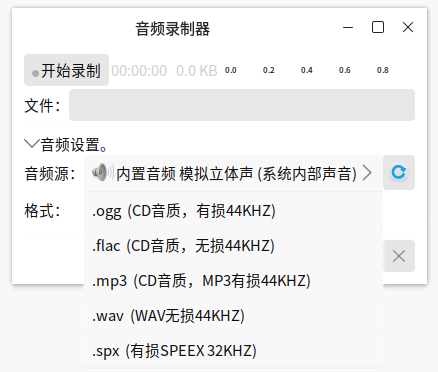 音频录制器
开始录制 00:00:00 0.0 KB 0.0 0.2 0.4 0.6 0.8
文件：
音频设置。
音频源： 内置音频 模拟立体声 (系统内部声音)
格式： .ogg (CD音质，有损44KHZ)
.flac (CD音质，无损44KHZ)
.mp3 (CD音质，MP3有损44KHZ)
.wav (WAV无损44KHZ)
.spx (有损SPEEX 32KHZ)